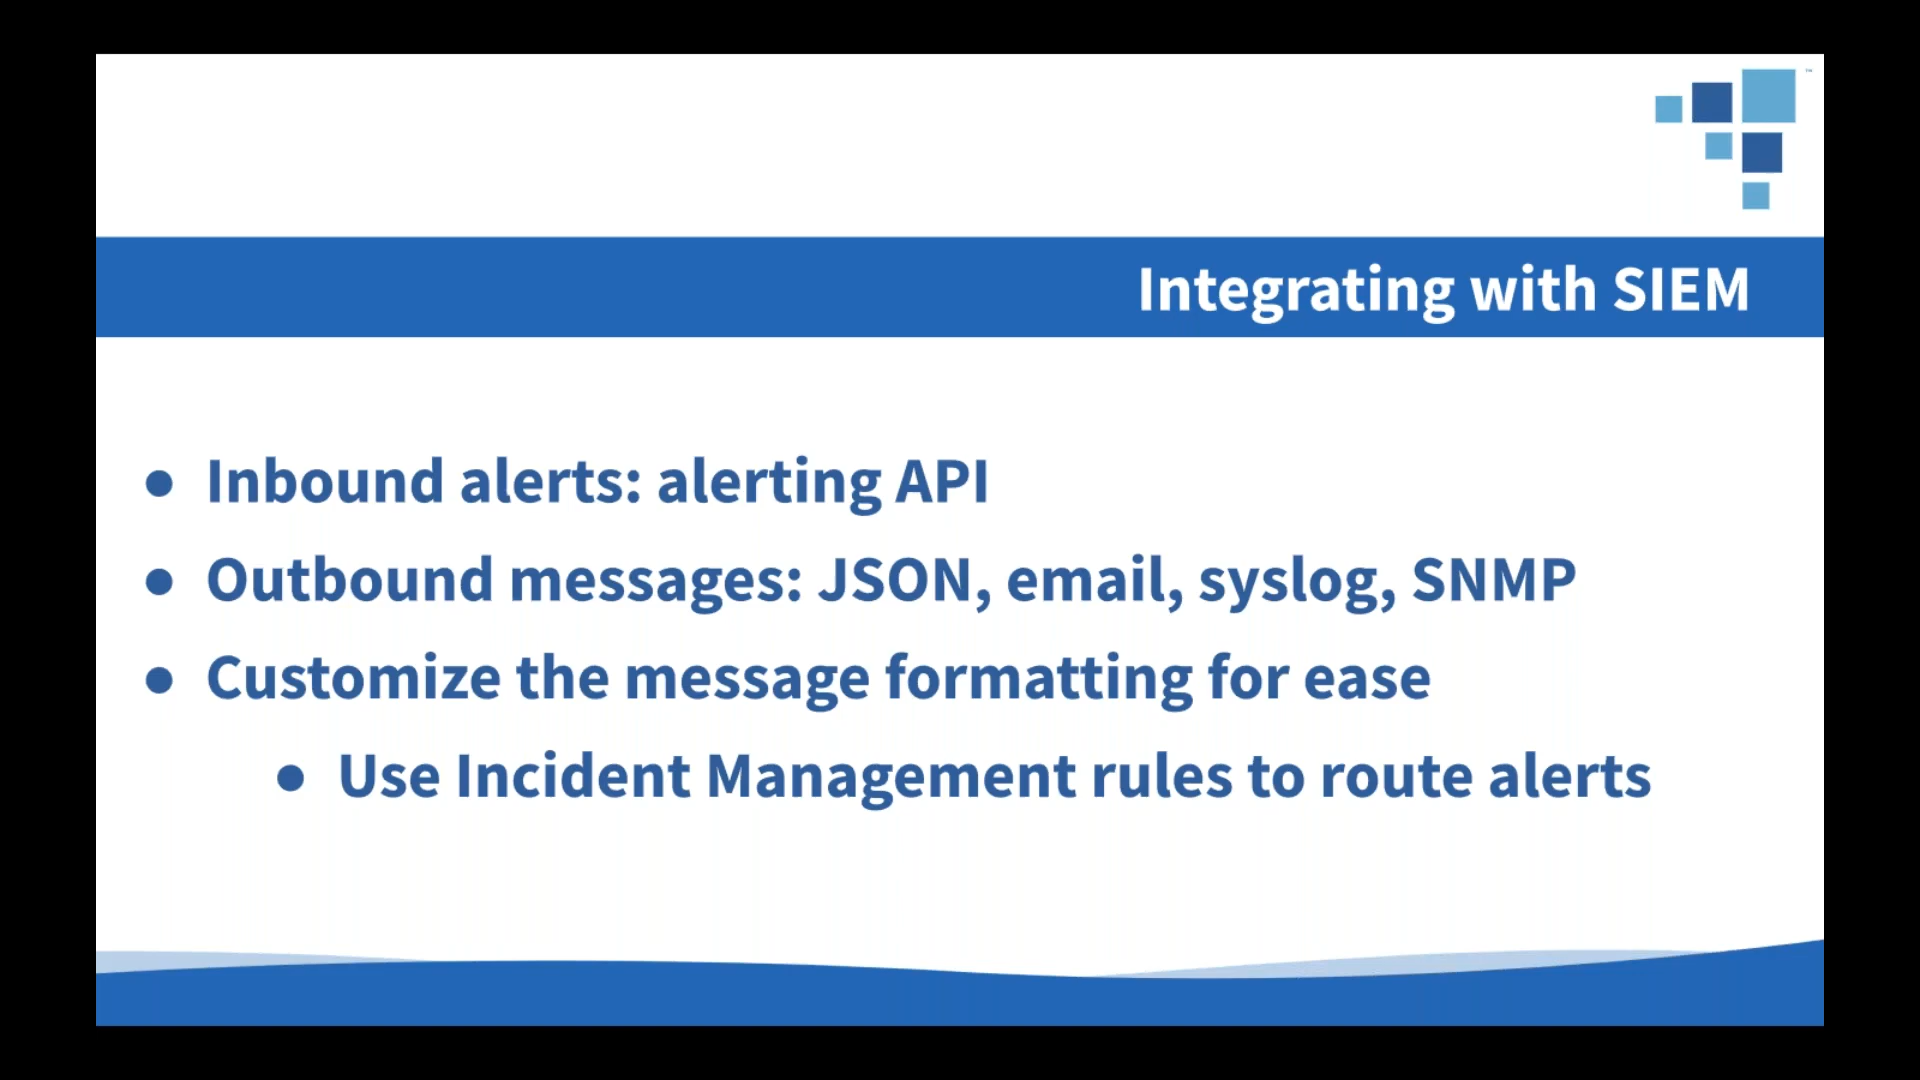 Integrating with SIEM
● Inbound alerts: alerting API
● Outbound messages: JSON, email, syslog, SNMP
● Customize the message formatting for ease
● Use Incident Management rules to route alerts